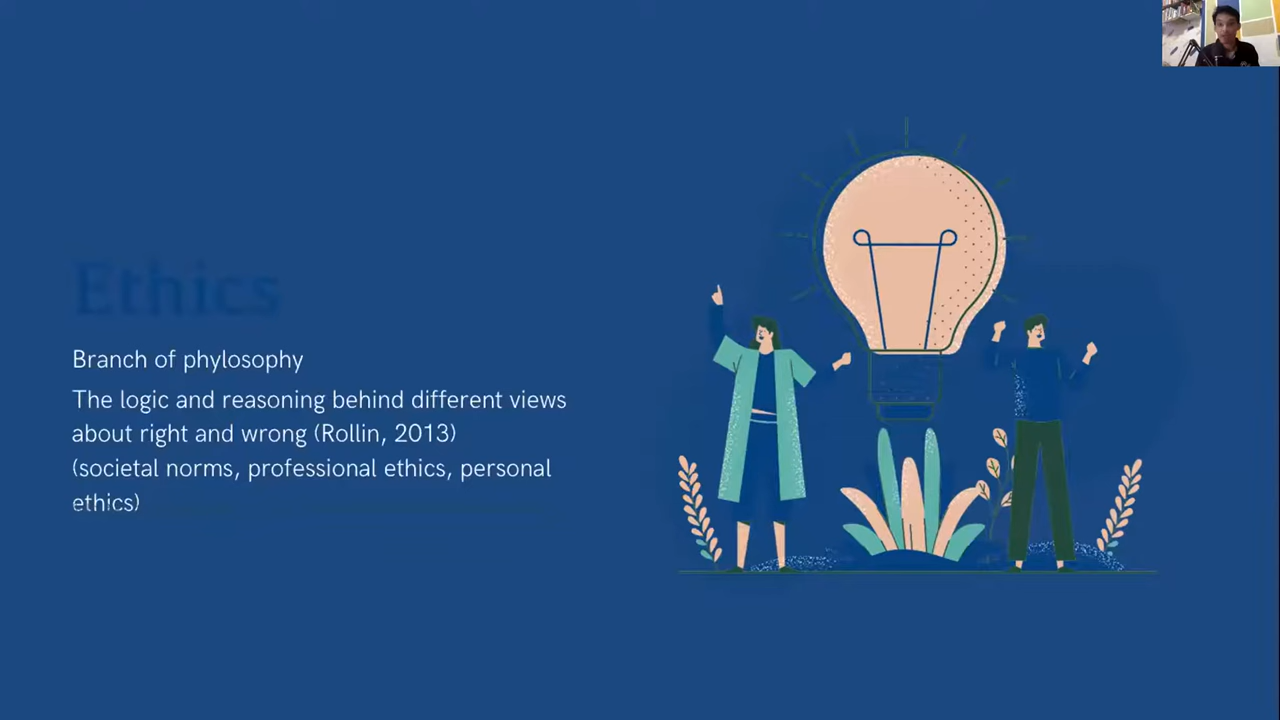 Ethics
Branch of phylosophy
The logic and reasoning behind different views
about right and wrong (Rollin, 2013)
(societal norms, professional ethics, personal
ethics)